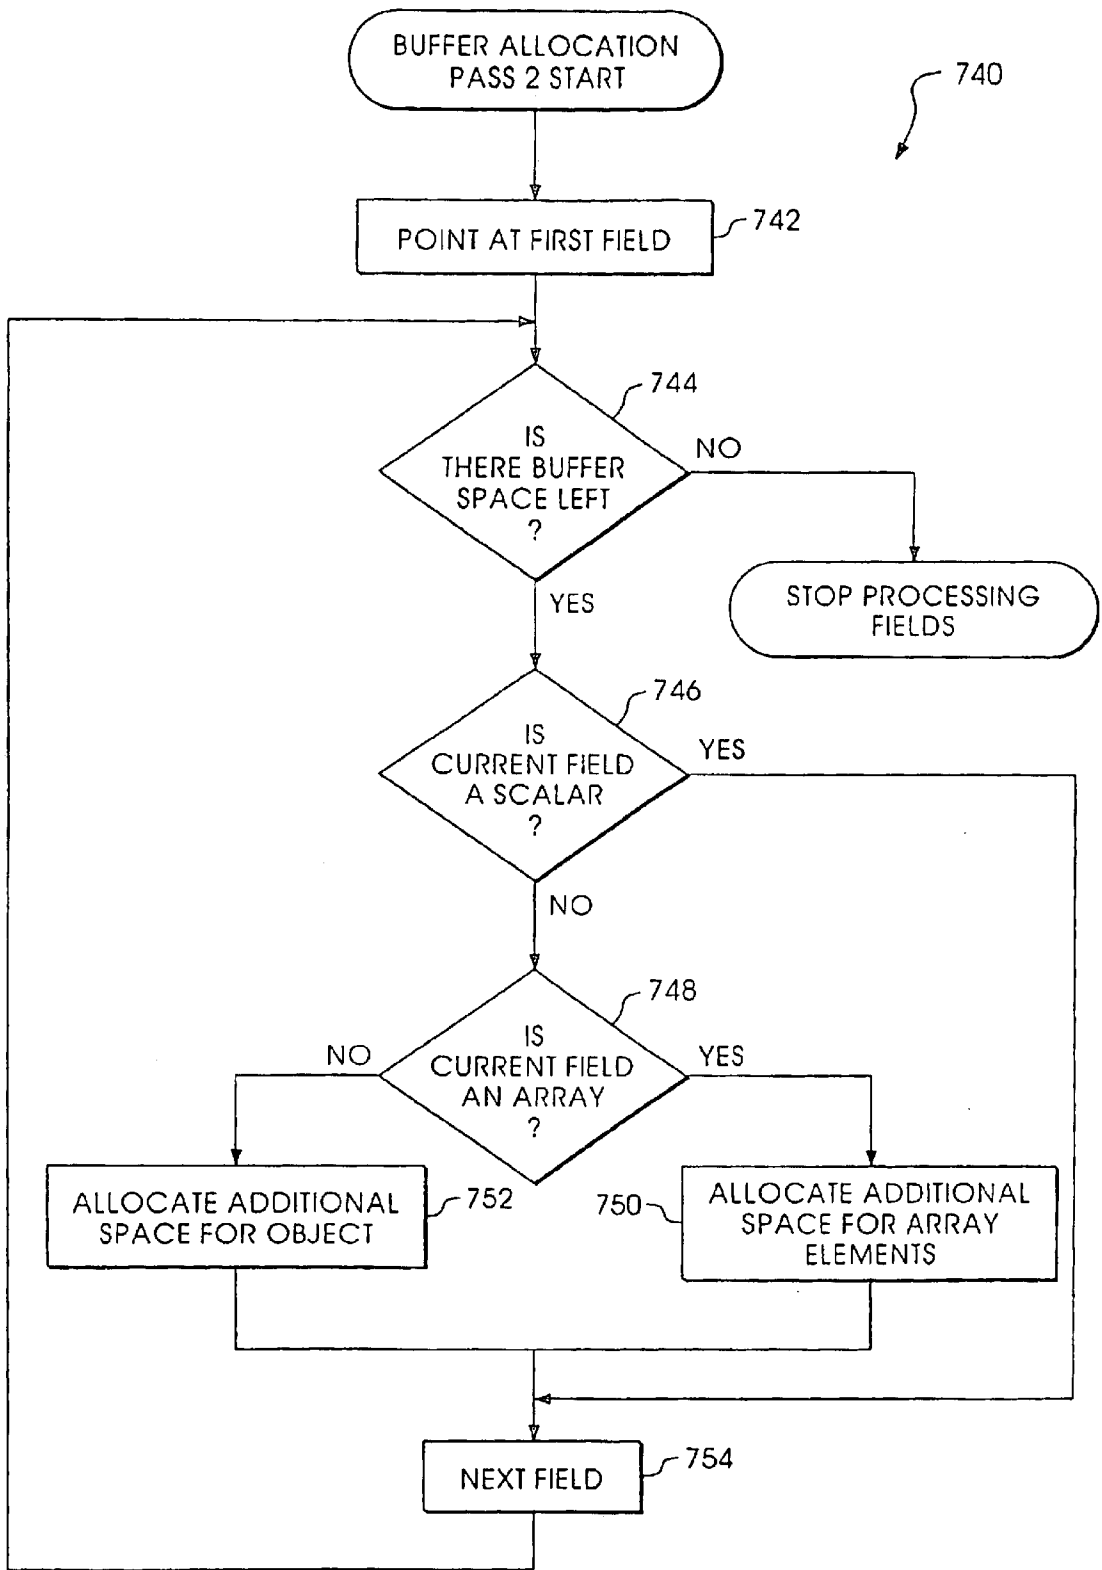 BUFFER ALLOCATION
PASS 2 START
740
POINT AT FIRST FIELD
742
744
IS
THERE BUFFER
SPACE LEFT
?
NO
YES
STOP PROCESSING
FIELDS
746
IS
CURRENT FIELD
A SCALAR
?
YES
NO
748
IS
CURRENT FIELD
AN ARRAY
?
NO
YES
ALLOCATE ADDITIONAL
SPACE FOR OBJECT
752
750
ALLOCATE ADDITIONAL
SPACE FOR ARRAY
ELEMENTS
NEXT FIELD
754